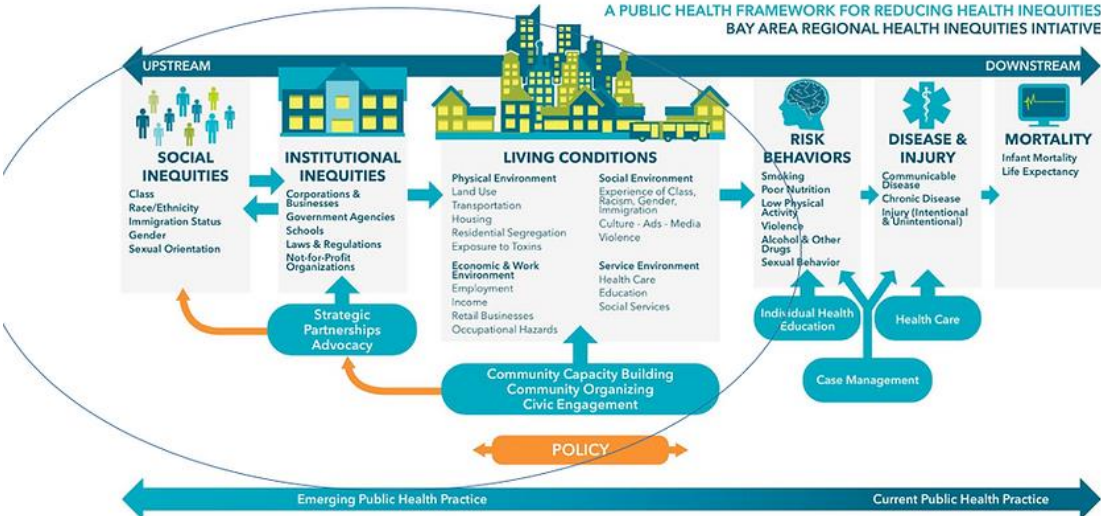 A PUBLIC HEALTH FRAMEWORK FOR REDUCING HEALTH INEQUITIES
BAY AREA REGIONAL HEALTH INEQUITIES INTIATIVE
UPSTREAM
DOWNSTREAM
SOCIAL
INEQUITIES
Class
Race/Ethnicity
Immigration Status
Gender
Sexual Orientation
INSTITUTIONAL
INEQUITIES
Corporations &
Businesses
Government Agencies
Schools
Laws & Regulations
Not-for-Profit
Organizations
LIVING CONDITIONS
Physical Environment
Land Use
Transportation
Housing
Residential Segregation
Exposure to Toxins
Economic & Work
Environment
Employment
Income
Retail Businesses
Occupational Hazards
Social Environment
Experience of Class,
Racism, Gender,
Immigration
Culture - Ads - Media
Violence
Service Environment
Health Care
Education
Social Services
RISK
BEHAVIORS
Smoking
Poor Nutrition
Low Physical
Activity
Violence
Alcohol & Other
Drugs
Sexual Behavior
DISEASE &
INJURY
Communicable
Disease
Chronic Disease
Injury (Intentional
& Unintentional)
MORTALITY
Infant Mortality
Life Expectancy
Strategic
Partnerships
Advocacy
Community Capacity Building
Community Organizing
Civic Engagement
Individual Health
Education
Health Care
Case Management
POLICY
Emerging Public Health Practice
Current Public Health Practice